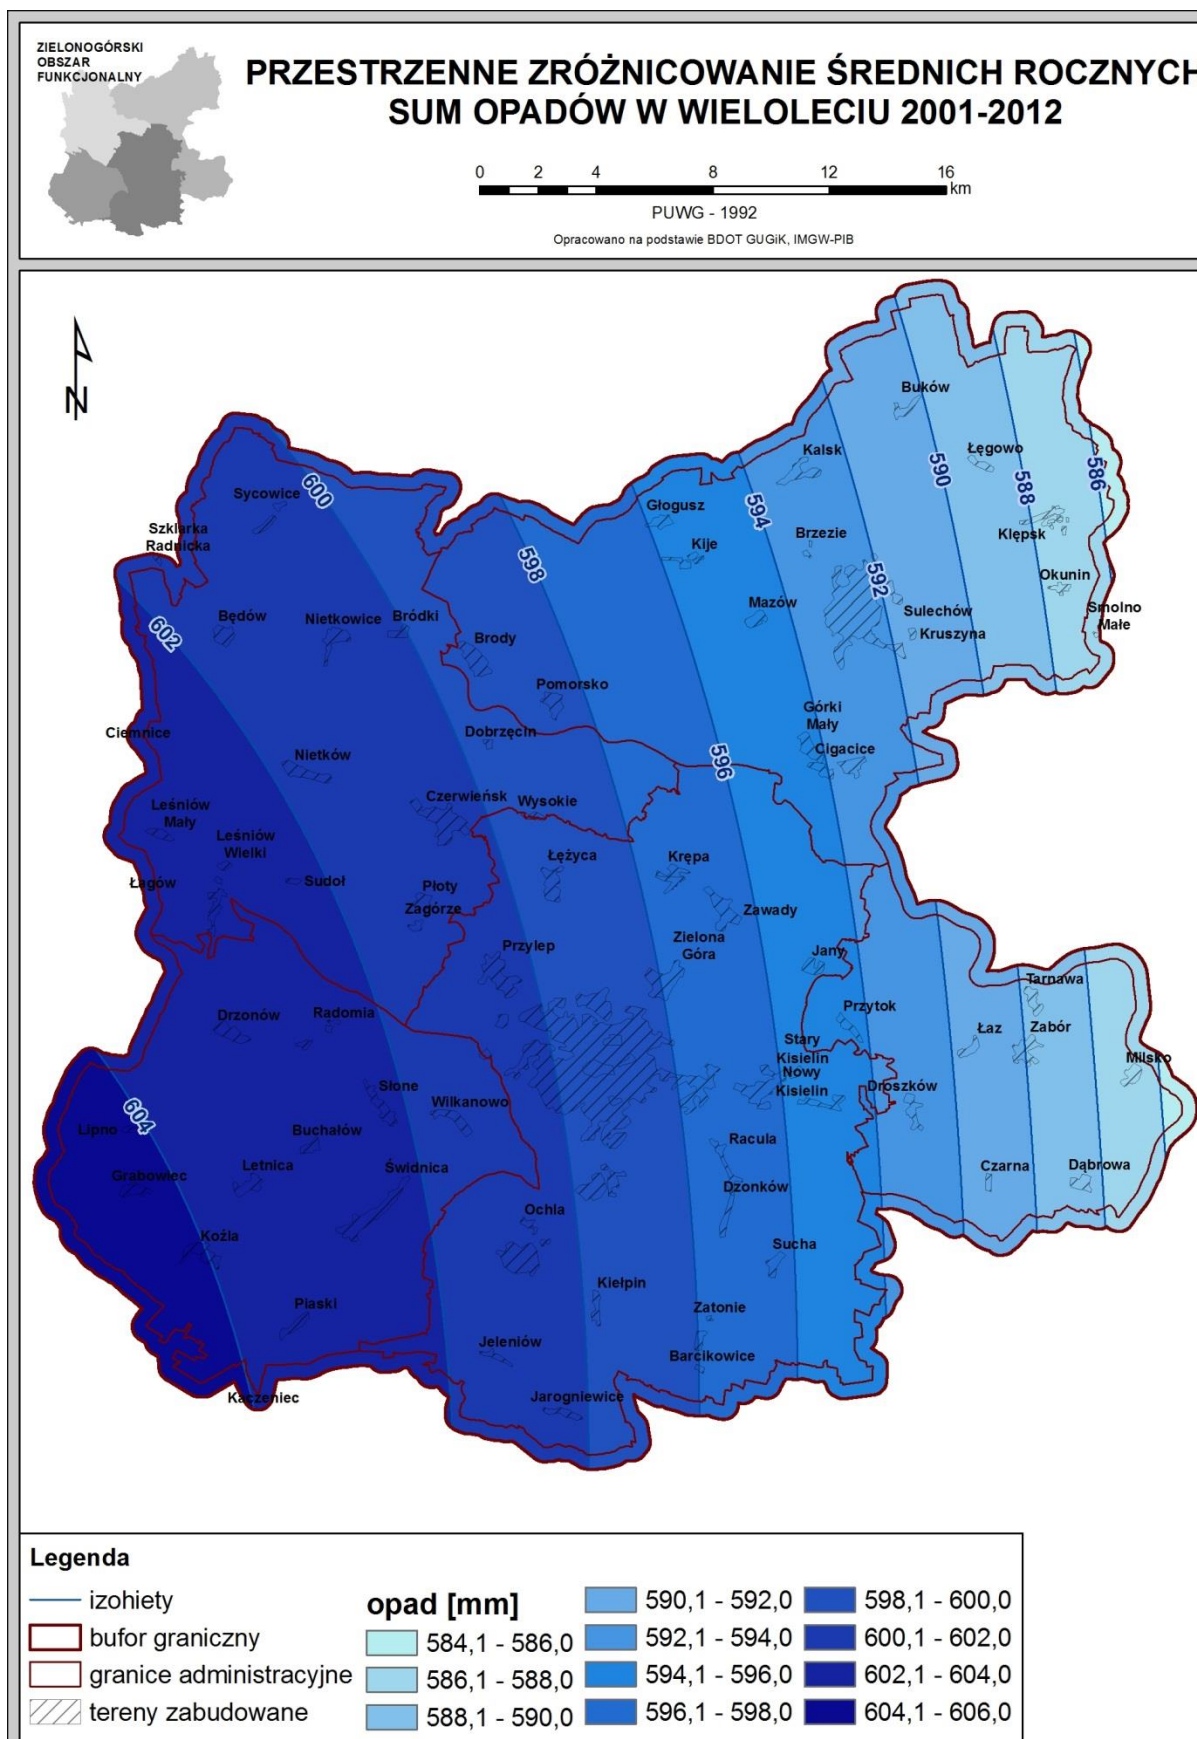 ZIELONOGÓRSKI
OBSZAR
FUNKCJONALNY
PRZESTRZENNE ZRÓŻNICOWANIE ŚREDNICH ROCZNYCH
SUM OPADÓW W WIELOLECIU 2001-2012
0 2 4 8 12 16
km
PUWG - 1992
Opracowano na podstawie BDOT GUGiK, IMGW-PIB
N
Buków
Łęgowo
Kalsk
590
588
586
Sycowice
600
Głogusz
594
Klępsk
Szklarka
Radnicka
Kije
Brzezie
598
592
Okunin
Będów
Nietkowice
Bródki
Mazów
Sulechów
Smolno
Małe
602
Brody
Kruszyna
Pomorsko
Górki
Mały
Ciemnice
Dobrzęcin
Cigacice
Nietków
596
Leśniów
Mały
Czerwieńsk
Wysokie
Leśniów
Wielki
Łężyca
Krępa
Łagów
Sudoł
Płoty
Zagórze
Zawady
Przylep
Zielona
Góra
Jany
Tarnawa
Drzonów
Radomia
Przytok
Łaz
Zabór
Stary
Kisielin
Nowy
Kisielin
Milsko
Słone
Wilkanowo
Droszków
604
Lipno
Buchałów
Racula
Grabowiec
Letnica
Świdnica
Dzonków
Czarna
Dąbrowa
Ochla
Koźla
Sucha
Kiełpin
Piaski
Zatonie
Jeleniów
Barcikowice
Kaczeniec
Jarogniewice
Legenda
izohiety
bufor graniczny
granice administracyjne
tereny zabudowane
opad [mm]
584,1 - 586,0
586,1 - 588,0
588,1 - 590,0
590,1 - 592,0
592,1 - 594,0
594,1 - 596,0
596,1 - 598,0
598,1 - 600,0
600,1 - 602,0
602,1 - 604,0
604,1 - 606,0